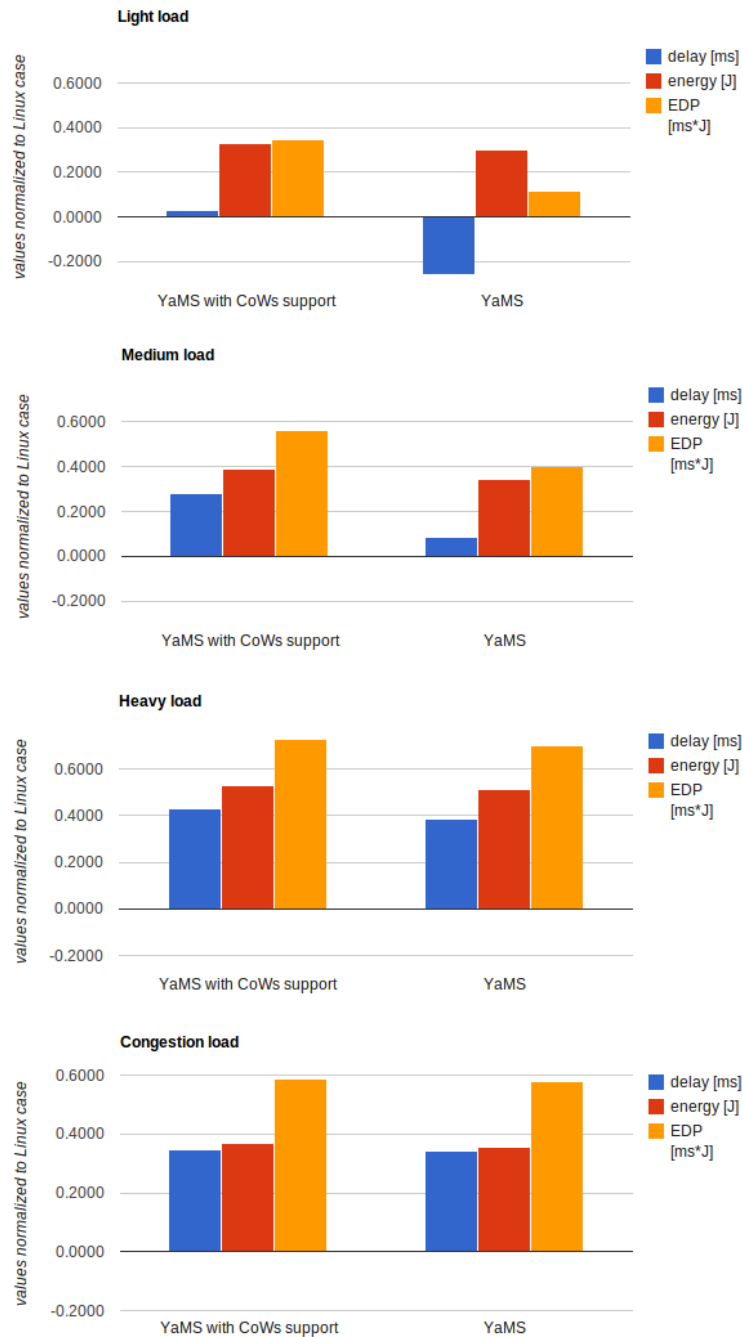 Light load
values normalized to Linux case
0.6000
0.4000
0.2000
0.0000
-0.2000
YaMS with CoWs support
YaMS
delay [ms]
energy [J]
EDP
[ms*J]
Medium load
values normalized to Linux case
0.6000
0.4000
0.2000
0.0000
-0.2000
YaMS with CoWs support
YaMS
delay [ms]
energy [J]
EDP
[ms*J]
Heavy load
values normalized to Linux case
0.6000
0.4000
0.2000
0.0000
-0.2000
YaMS with CoWs support
YaMS
delay [ms]
energy [J]
EDP
[ms*J]
Congestion load
values normalized to Linux case
0.6000
0.4000
0.2000
0.0000
-0.2000
YaMS with CoWs support
YaMS
delay [ms]
energy [J]
EDP
[ms*J]